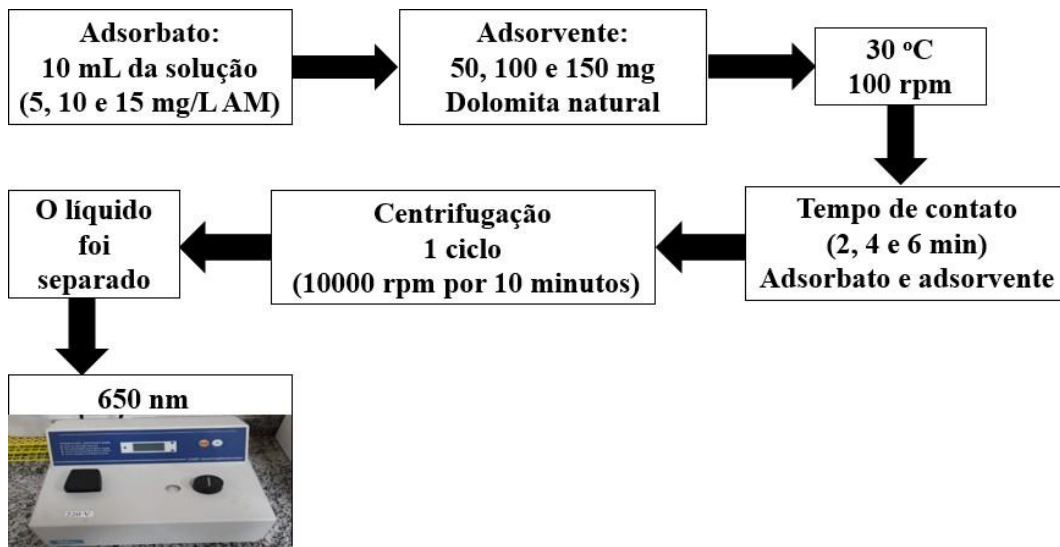 Adsorbato:
10 mL da solução
(5, 10 e 15 mg/L AM)
Adsorvente:
50, 100 e 150 mg
Dolomita natural
30 ºC
100 rpm
Tempo de contato
(2, 4 e 6 min)
Adsorbato e adsorvente
Centrifugação
1 ciclo
(10000 rpm por 10 minutos)
O líquido
foi
separado
650 nm
220 V